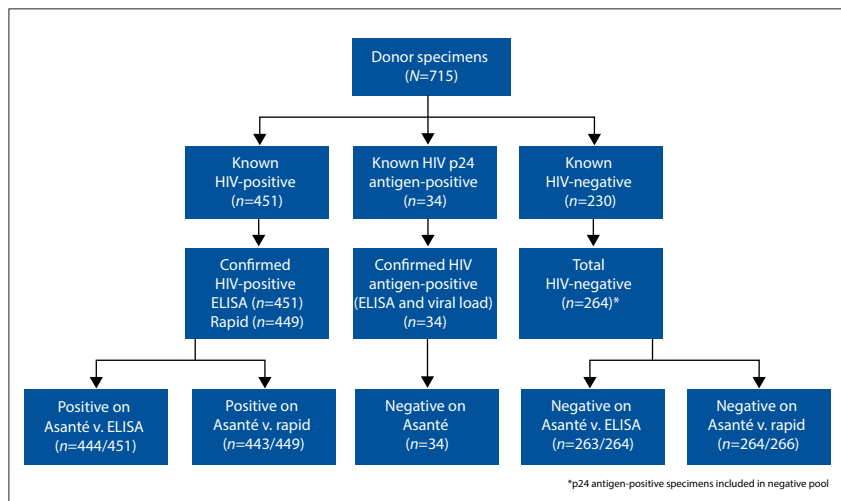 Donor specimens
(N=715)
Known
HIV-positive
(n=451)
Known HIV p24
antigen-positive
(n=34)
Known
HIV-negative
(n=230)
Confirmed
HIV-positive
ELISA (n=451)
Rapid (n=449)
Confirmed HIV
antigen-positive
(ELISA and viral load)
(n=34)
Total
HIV-negative
(n=264)*
Positive on
Asanté v. ELISA
(n=444/451)
Positive on
Asanté v. rapid
(n=443/449)
Negative on
Asanté
(n=34)
Negative on
Asanté v. ELISA
(n=263/264)
Negative on
Asanté v. rapid
(n=264/266)
*p24 antigen-positive specimens included in negative pool